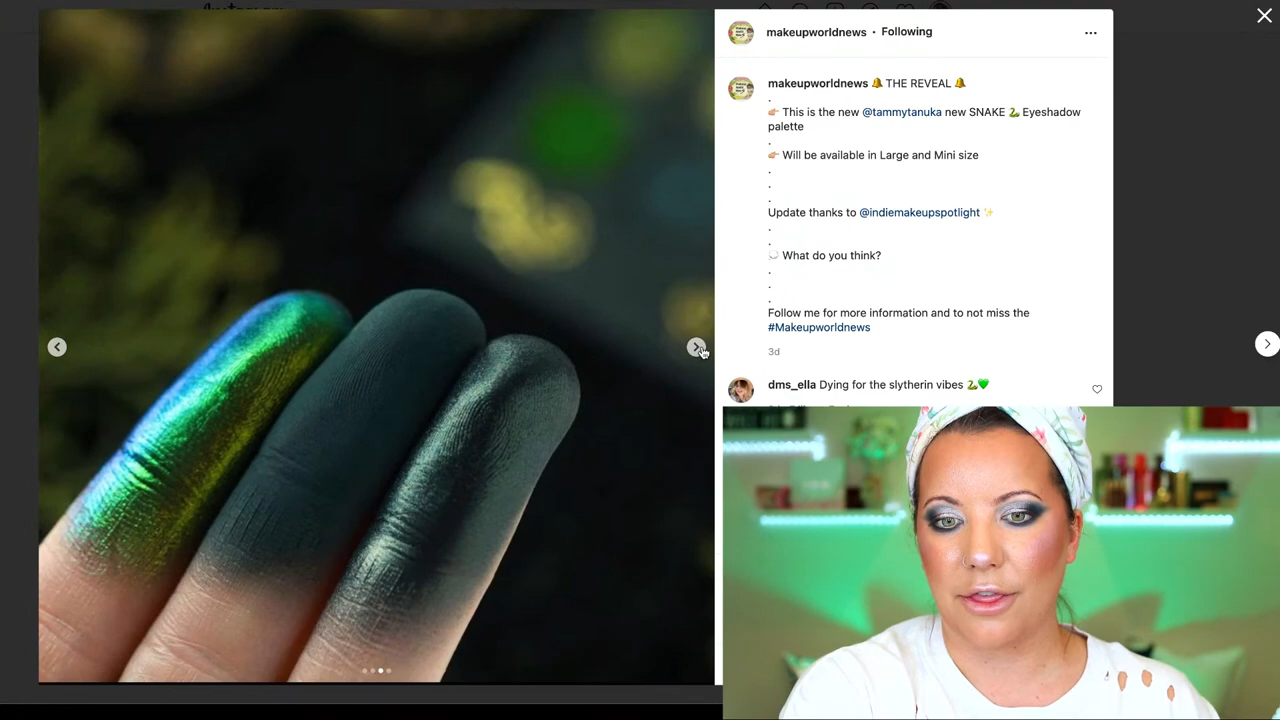 makeupworldnews • Following
makeupworldnews 🔔 THE REVEAL 🔔
.
👉🏼 This is the new @tammytanuka new SNAKE 🐍 Eyeshadow
palette
.
👉🏼 Will be available in Large and Mini size
.
.
.
Update thanks to @indiemakeupspotlight ✨
.
.
💭 What do you think?
.
.
.
Follow me for more information and to not miss the
#Makeupworldnews
3d
dms_ella Dying for the slytherin vibes 🐍💚